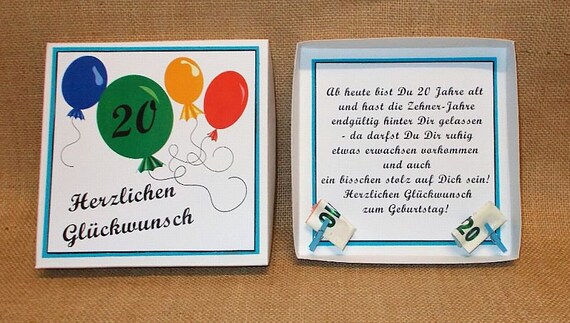 20
Herzlichen
Glückwunsch
Ab heute bist Du 20 Jahre alt
und hast die Zehner-Jahre
endgültig hinter Dir gelassen
- da darfst Du Dir ruhig
etwas erwachsen vorkommen
und auch
ein bisschen stolz auf Dich sein!
Herzlichen Glückwunsch
zum Geburtstag!
20